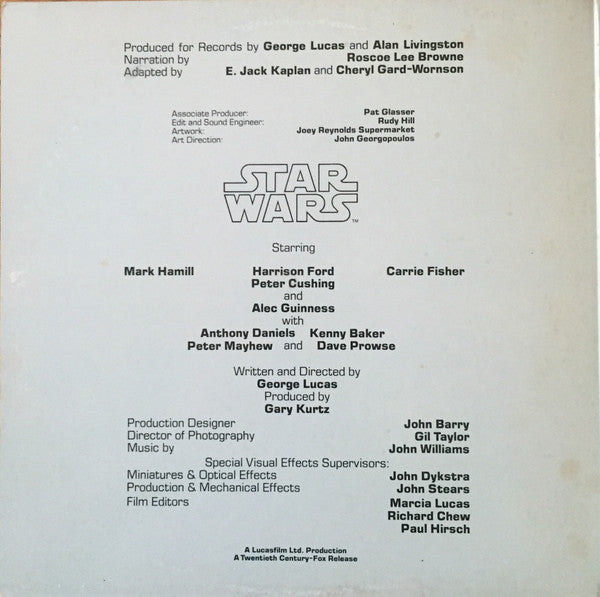 Produced for Records by George Lucas and Alan Livingston
Narration by Roscoe Lee Browne
Adapted by E. Jack Kaplan and Cheryl Gard-Wornson
Associate Producer: Pat Glasser
Edit and Sound Engineer: Rudy Hill
Artwork: Joey Reynolds Supermarket
Art Direction: John Georgopoulos
STAR
WARS™
Starring
Mark Hamill Harrison Ford Carrie Fisher
Peter Cushing
and
Alec Guinness
with
Anthony Daniels Kenny Baker
Peter Mayhew and Dave Prowse
Written and Directed by
George Lucas
Produced by
Gary Kurtz
Production Designer John Barry
Director of Photography Gil Taylor
Music by John Williams
Special Visual Effects Supervisors:
Miniatures & Optical Effects John Dykstra
Production & Mechanical Effects John Stears
Film Editors Marcia Lucas
Richard Chew
Paul Hirsch
A Lucasfilm Ltd. Production
A Twentieth Century-Fox Release